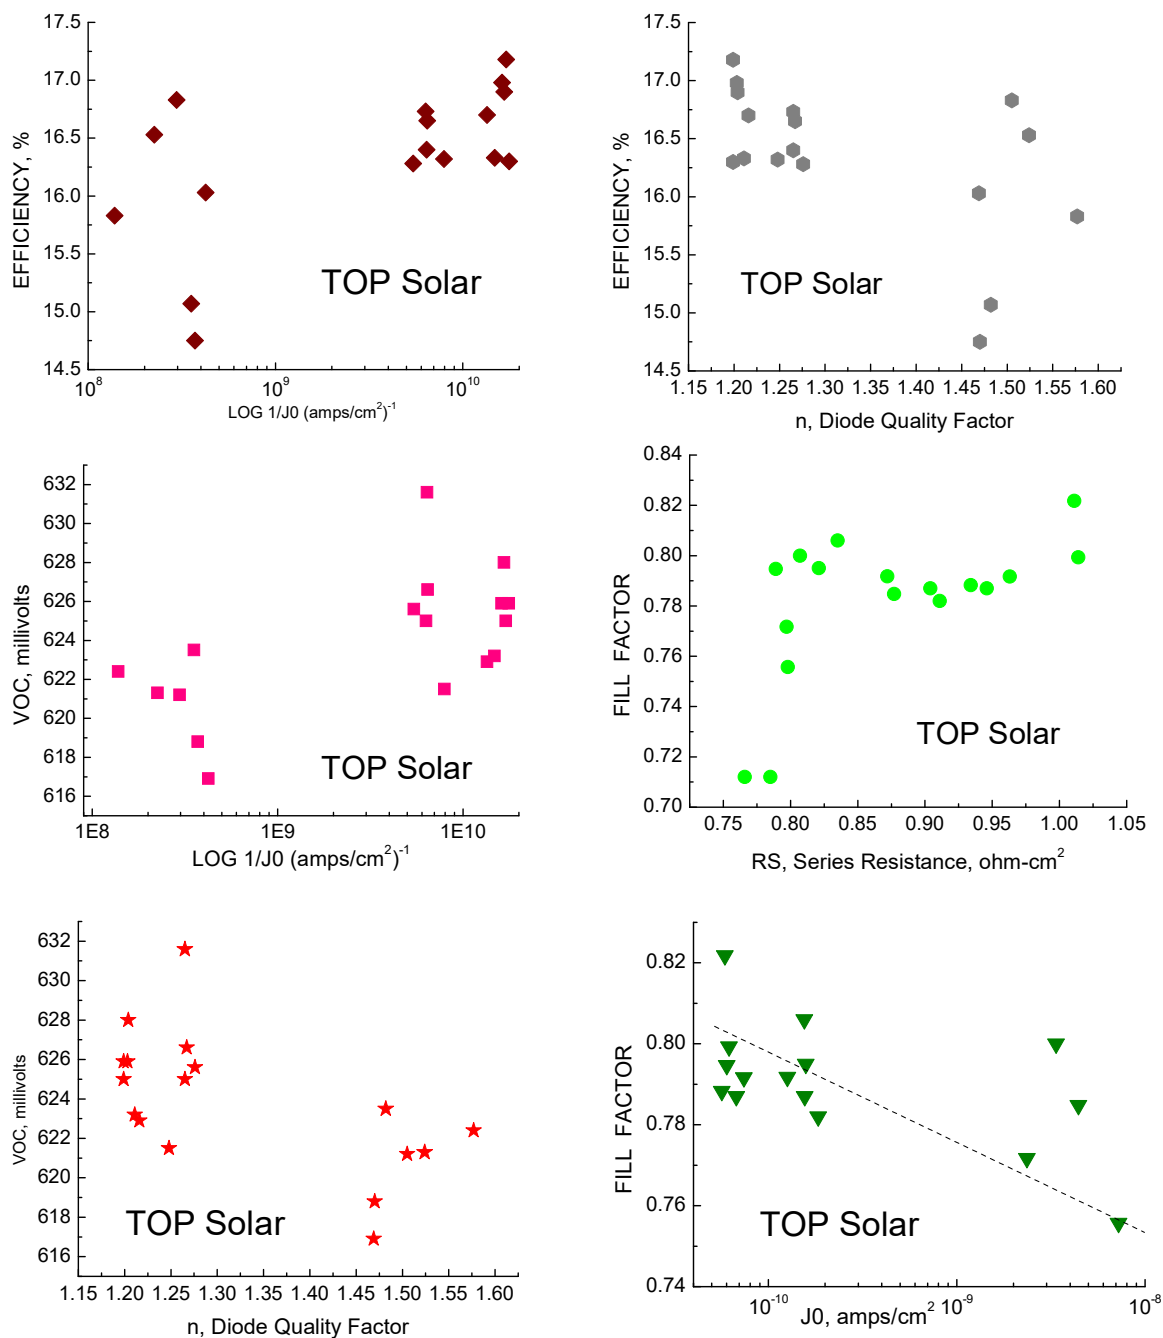 17.5
17.0
16.5
16.0
15.5
15.0
14.5
EFFICIENCY, %
TOP Solar
10⁸
10⁹
10¹⁰
LOG 1/J0 (amps/cm²)⁻¹
17.5
17.0
16.5
16.0
15.5
15.0
14.5
EFFICIENCY, %
TOP Solar
1.15 1.20 1.25 1.30 1.35 1.40 1.45 1.50 1.55 1.60
n, Diode Quality Factor
632
630
628
626
624
621
620
617
616
VOC, millivolts
TOP Solar
1E8
1E9
1E10
LOG 1/J0 (amps/cm²)⁻¹
0.84
0.82
0.80
0.78
0.76
0.74
0.72
0.70
FILL FACTOR
TOP Solar
0.75 0.80 0.85 0.90 0.95 1.00 1.05
RS, Series Resistance, ohm-cm²
632
630
628
626
624
622
620
618
616
VOC, millivolts
TOP Solar
1.15 1.20 1.25 1.30 1.35 1.40 1.45 1.50 1.55 1.60
n, Diode Quality Factor
0.82
0.80
0.78
0.76
0.74
FILL FACTOR
TOP Solar
10⁻¹⁰
10⁻⁹
10⁻⁸
J0, amps/cm²